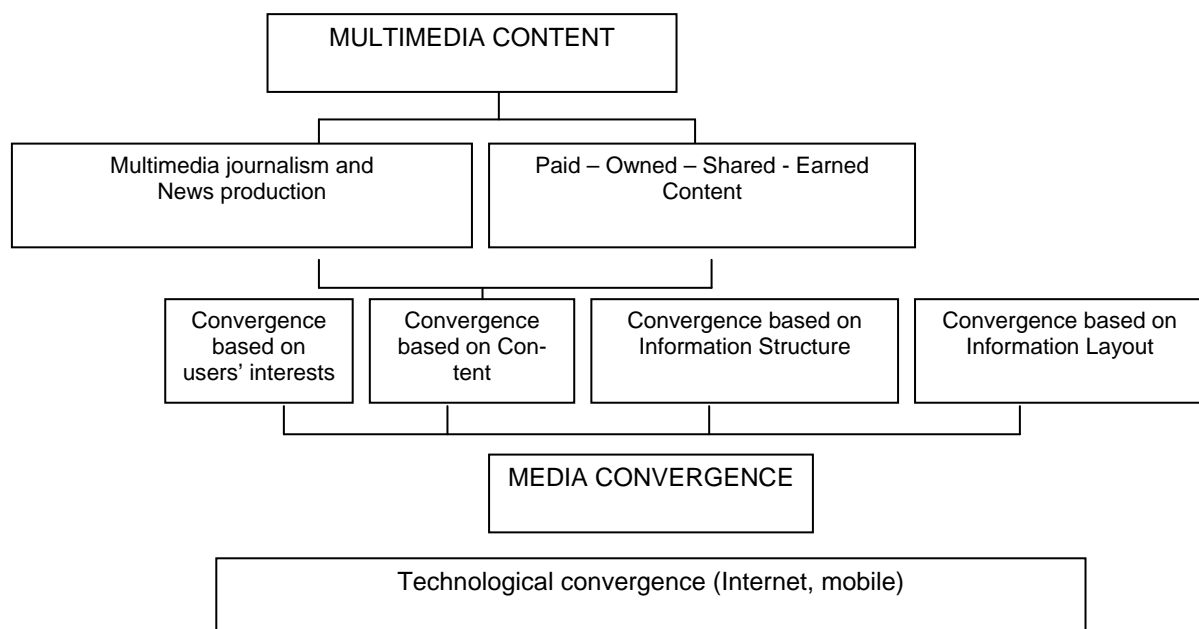 MULTIMEDIA CONTENT
Multimedia journalism and
News production
Paid – Owned – Shared - Earned
Content
Convergence
based on
users’ interests
Convergence
based on Con-
tent
Convergence based on
Information Structure
Convergence based on
Information Layout
MEDIA CONVERGENCE
Technological convergence (Internet, mobile)